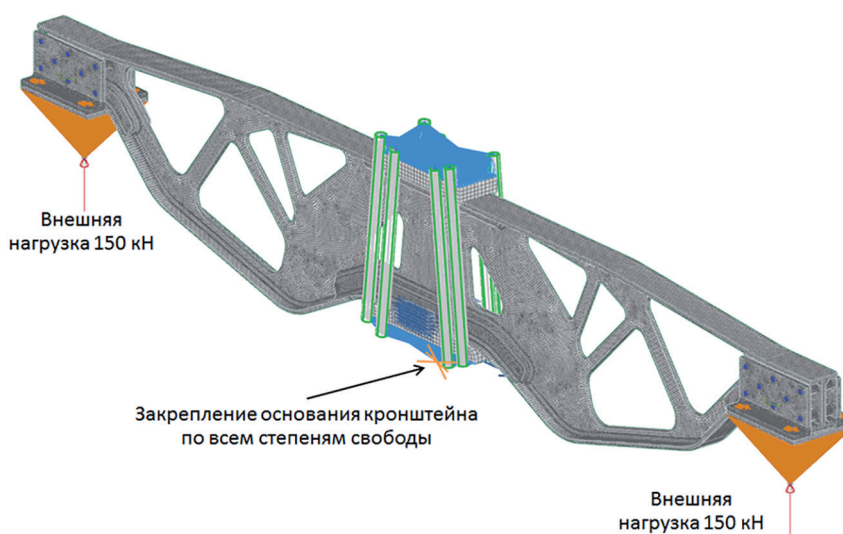 Внешняя
нагрузка 150 кН
Закрепление основания кронштейна
по всем степеням свободы
Внешняя
нагрузка 150 кН